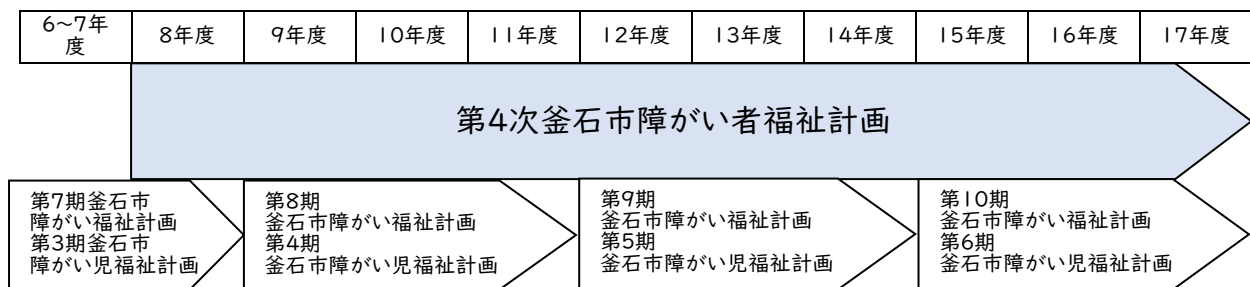 6~7年度
8年度
9年度
10年度
11年度
12年度
13年度
14年度
15年度
16年度
17年度
第4次釜石市障がい者福祉計画
第7期釜石市
障がい福祉計画
第3期釜石市
障がい児福祉計画
第8期
釜石市障がい福祉計画
第4期
釜石市障がい児福祉計画
第9期
釜石市障がい福祉計画
第5期
釜石市障がい児福祉計画
第10期
釜石市障がい福祉計画
第6期
釜石市障がい児福祉計画